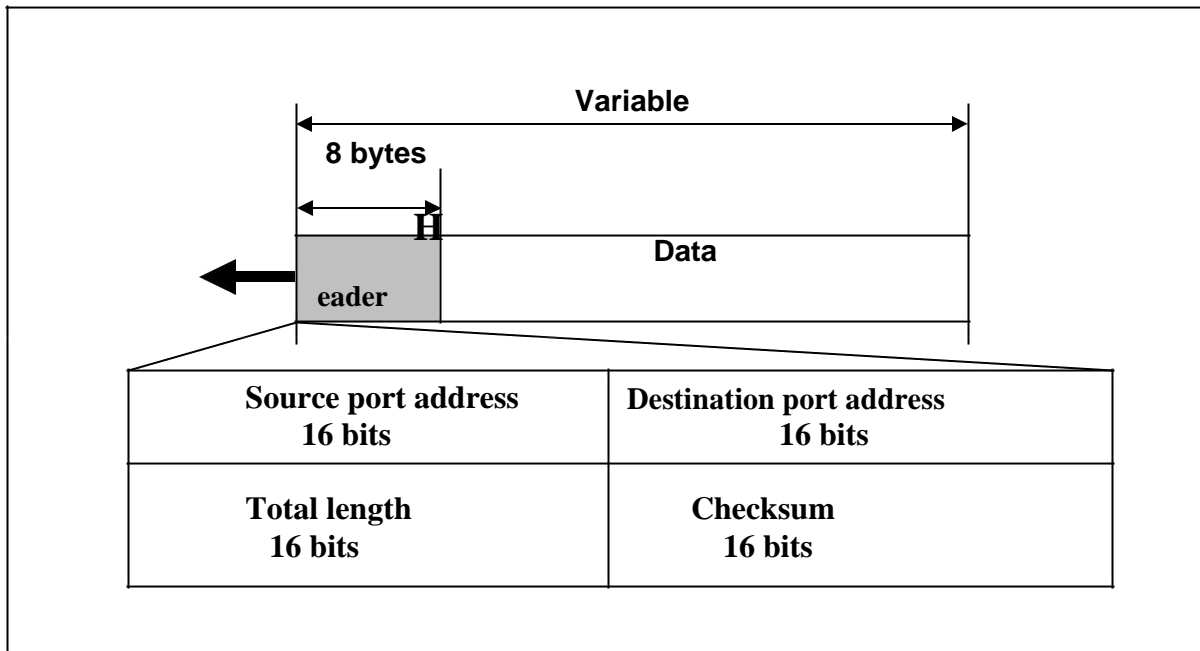 Variable
8 bytes
H
Data
eader
Source port address
16 bits
Destination port address
16 bits
Total length
16 bits
Checksum
16 bits